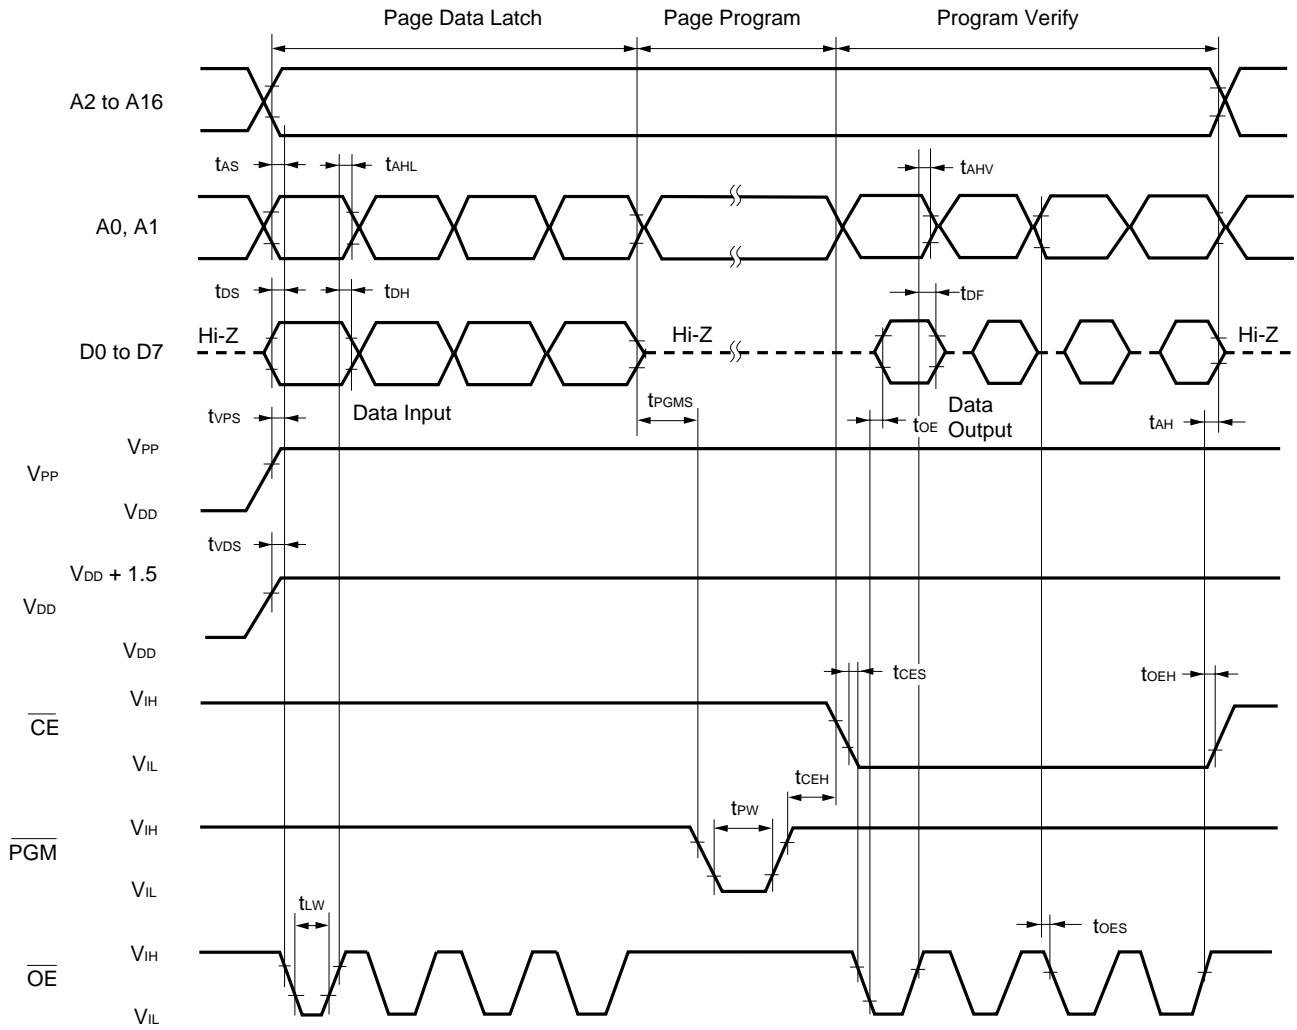 Page Data Latch Page Program Program Verify
A2 to A16
tAS tAHL tAHV
A0, A1
tDS tDH tDF
Hi-Z Hi-Z Hi-Z
D0 to D7
tVPS Data Input tPGMS tOE Data Output tAH
VPP
VPP
VDD
tVDS
VDD + 1.5
VDD
VDD
tCES tOEH
VIH
CE
VIL
tCEH
tPW
VIH
PGM
VIL
tLW
tOES
VIH
OE
VIL